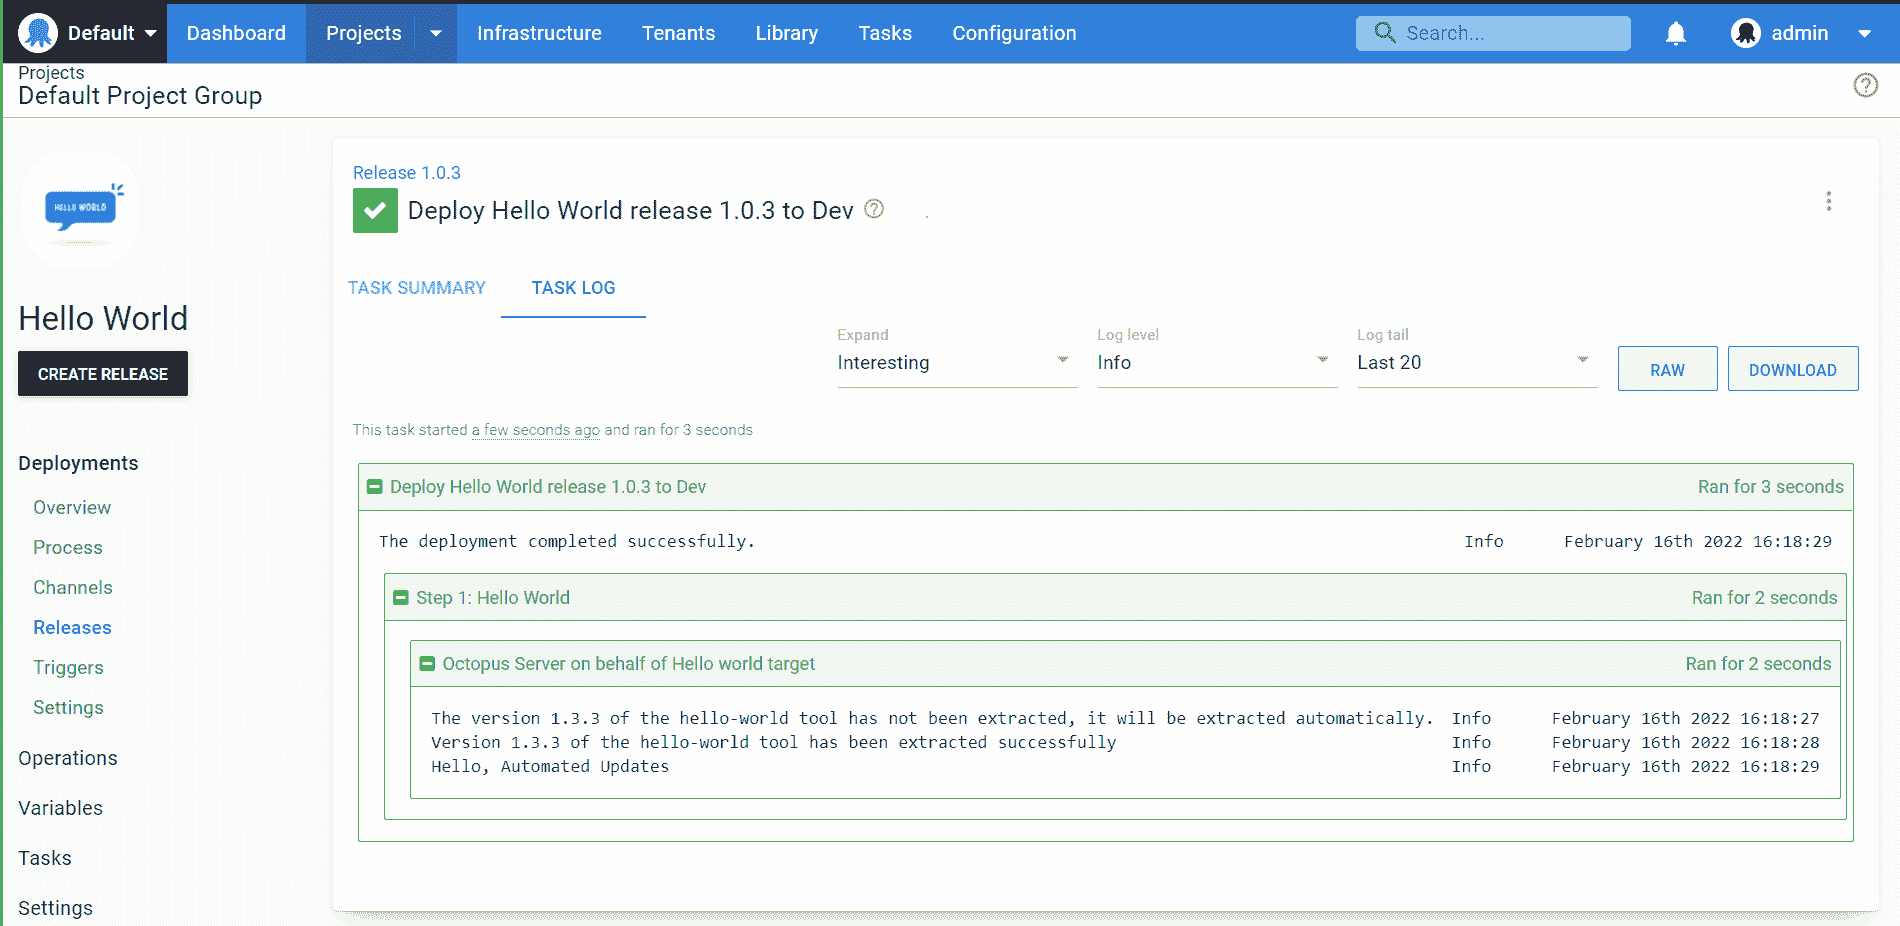 Default Dashboard Projects Infrastructure Tenants Library Tasks Configuration Search... admin
Projects
Default Project Group
HELLO WORLD
Hello World
CREATE RELEASE
Deployments
Overview
Process
Channels
Releases
Triggers
Settings
Operations
Variables
Tasks
Settings
Release 1.0.3
Deploy Hello World release 1.0.3 to Dev
TASK SUMMARY TASK LOG
Expand Log level Log tail
Interesting Info Last 20 RAW DOWNLOAD
This task started a few seconds ago and ran for 3 seconds
Deploy Hello World release 1.0.3 to Dev Ran for 3 seconds
The deployment completed successfully. Info February 16th 2022 16:18:29
Step 1: Hello World Ran for 2 seconds
Octopus Server on behalf of Hello world target Ran for 2 seconds
The version 1.3.3 of the hello-world tool has not been extracted, it will be extracted automatically. Info February 16th 2022 16:18:27
Version 1.3.3 of the hello-world tool has been extracted successfully Info February 16th 2022 16:18:28
Hello, Automated Updates Info February 16th 2022 16:18:29